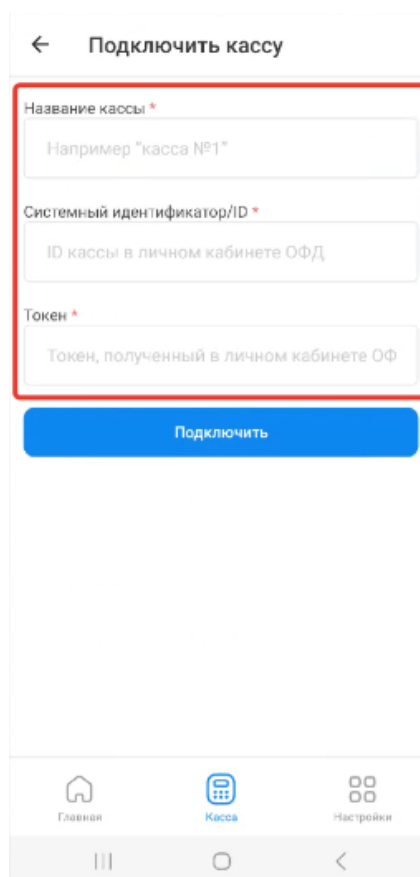 Подключить кассу
Название кассы *
Например "касса №1"
Системный идентификатор/ID *
ID кассы в личном кабинете ОФД
Токен *
Токен, полученный в личном кабинете ОФ
Подключить
Главная
Касса
Настройки